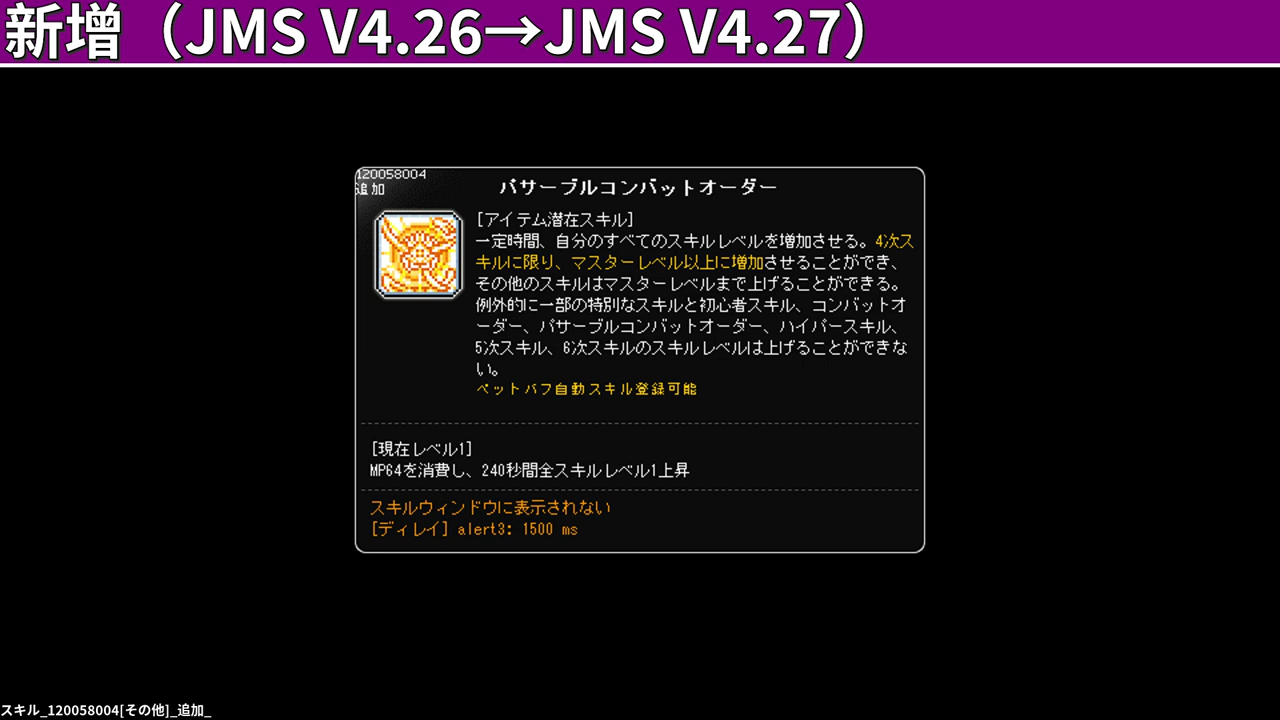 新増（JMS V4.26→JMS V4.27）
120058004
追加
パサーブルコンバットオーダー
[アイテム潜在スキル]
一定時間、自分のすべてのスキルレベルを増加させる。4次ス
キルに限り、マスターレベル以上に増加させることができ、
その他のスキルはマスターレベルまで上げることができる。
例外的に一部の特別なスキルと初心者スキル、コンバットオ
ーダー、パサーブルコンバットオーダー、ハイパースキル、
5次スキル、6次スキルのスキルレベルは上げることができな
い。
ペットバフ自動スキル登録可能
[現在レベル1]
MP64を消費し、240秒間全スキルレベル1上昇
スキルウィンドウに表示されない
[ディレイ] alert3: 1500 ms
スキル_120058004[その他]_追加_